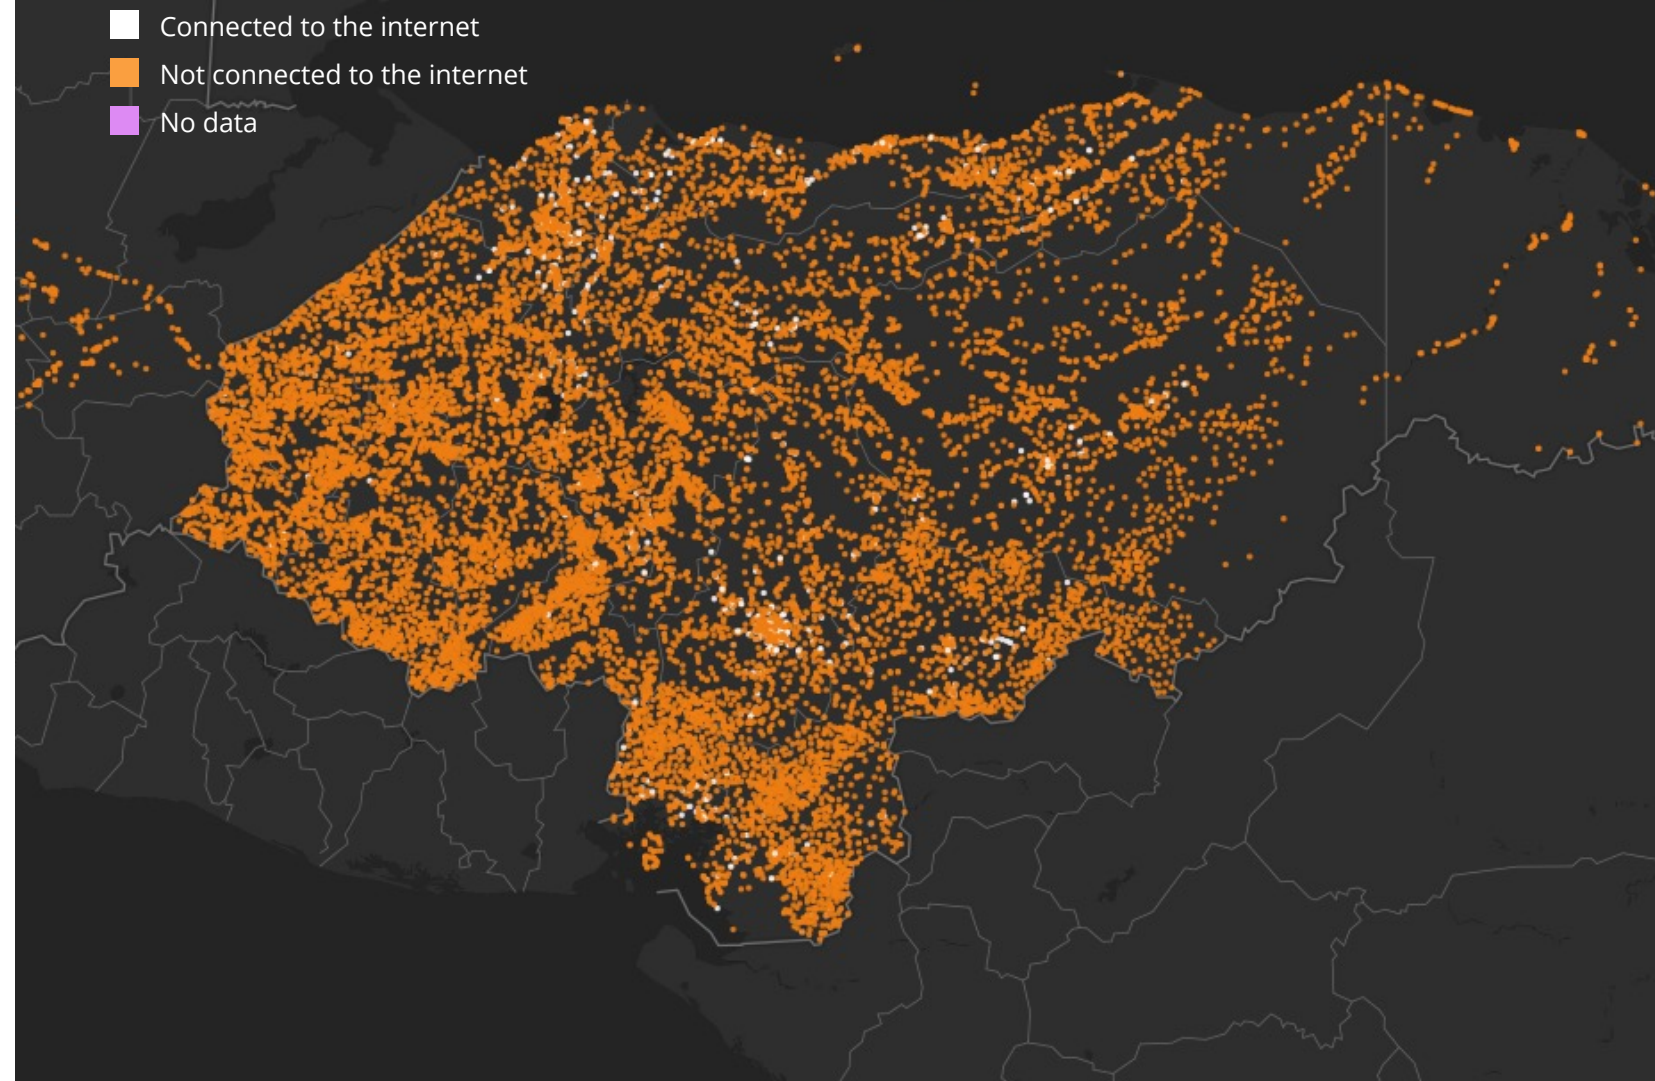 Connected to the internet
Not connected to the internet
No data